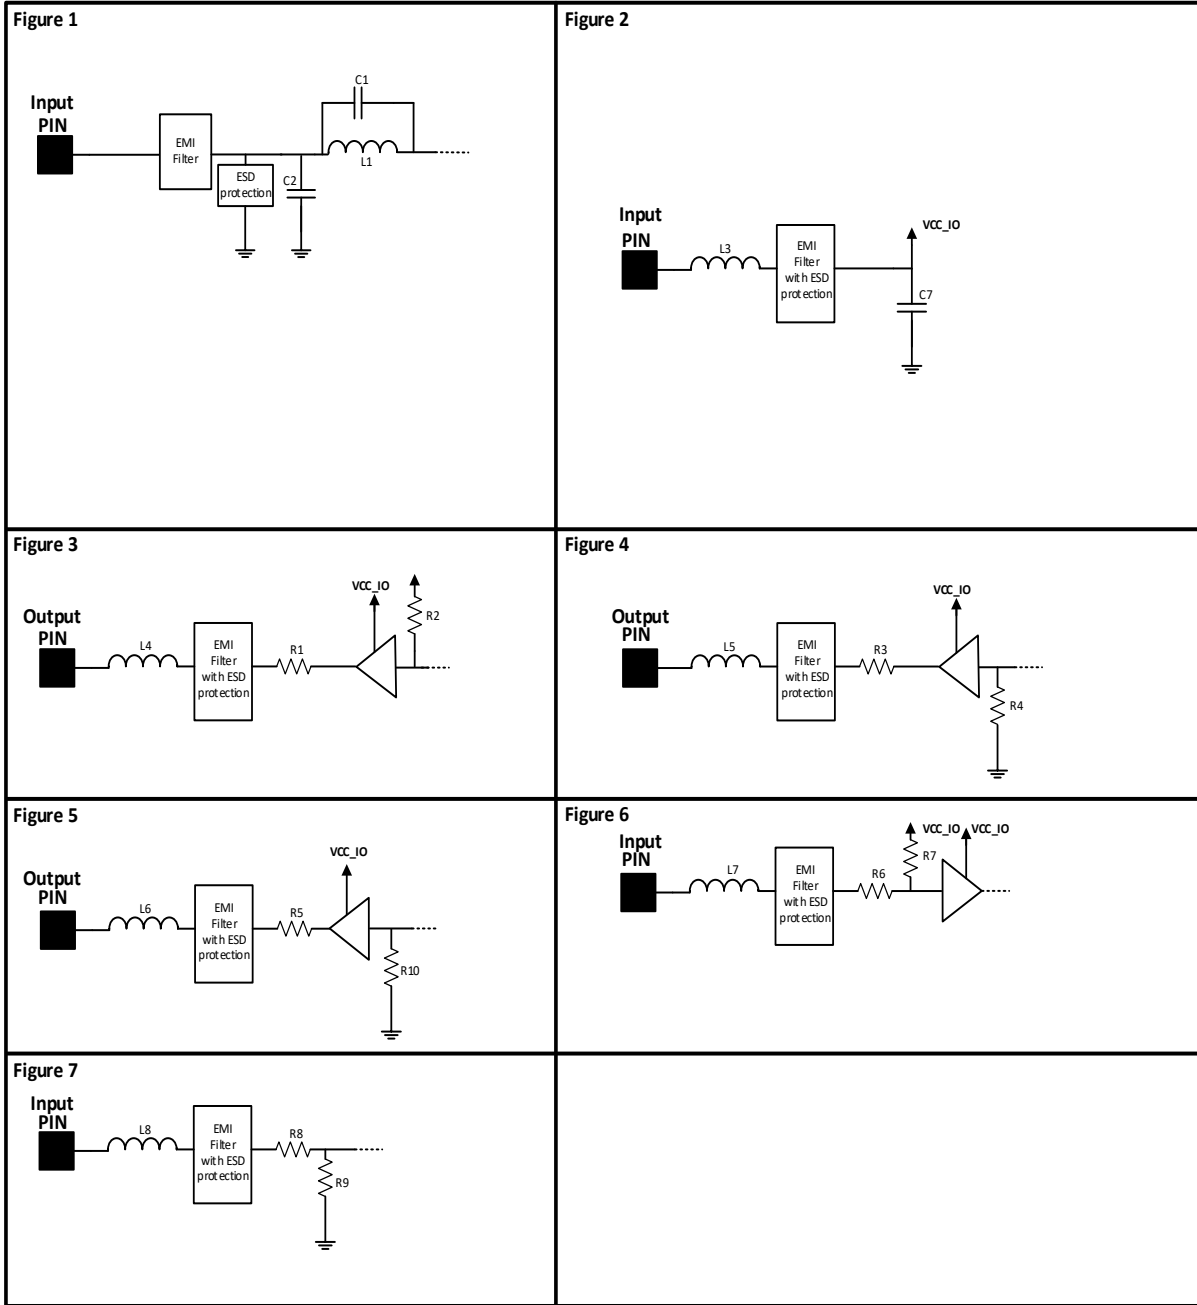 Figure 1
Input
PIN
EMI
Filter
ESD
protection
C2
C1
L1
Figure 2
Input
PIN
L3
EMI
Filter
with ESD
protection
VCC_IO
C7
Figure 3
Output
PIN
L4
EMI
Filter
with ESD
protection
R1
VCC_IO
R2
Figure 4
Output
PIN
L5
EMI
Filter
with ESD
protection
R3
VCC_IO
R4
Figure 5
Output
PIN
L6
EMI
Filter
with ESD
protection
R5
VCC_IO
R10
Figure 6
Input
PIN
L7
EMI
Filter
with ESD
protection
R6
VCC_IO VCC_IO
R7
Figure 7
Input
PIN
L8
EMI
Filter
with ESD
protection
R8
R9